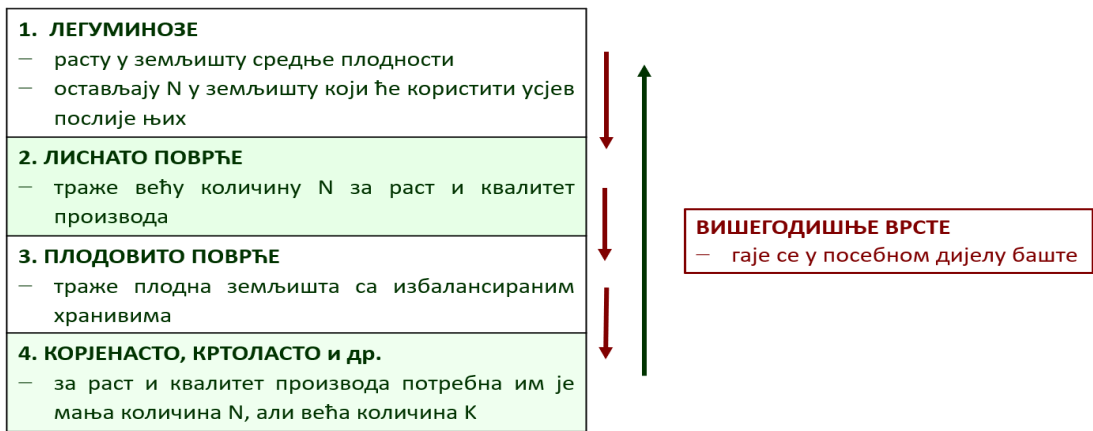 1. ЛЕГУМИНОЗЕ
− расту у земљишту средње плодности
− остављају N у земљишту који ће користити усјев
послије њих
2. ЛИСНАТО ПОВРЋЕ
− траже већу количину N за раст и квалитет
производа
3. ПЛОДОВИТО ПОВРЋЕ
− траже плодна земљишта са избалансираним
хранивима
4. КОРЈЕНАСТО, КРТОЛАСТО и др.
− за раст и квалитет производа потребна им је
мања количина N, али већа количина К
ВИШЕГОДИШЊЕ ВРСТЕ
− гаје се у посебном дијелу баште